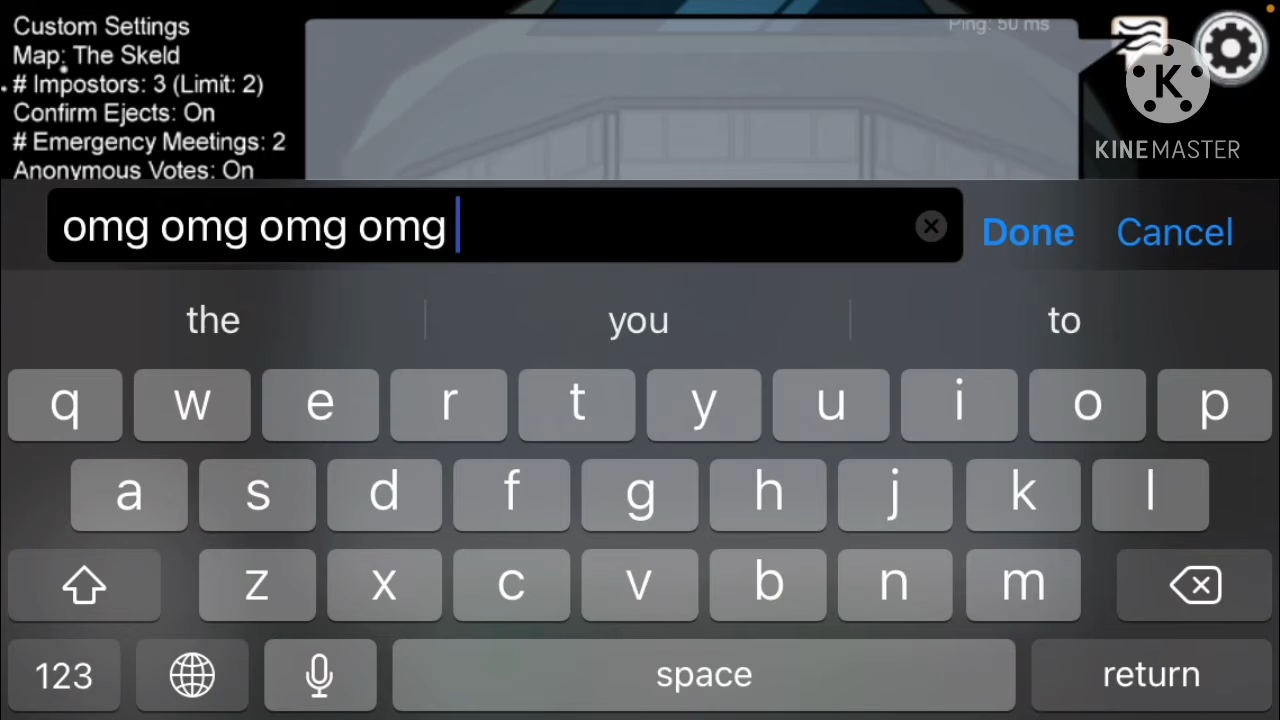 Custom Settings
Map: The Skeld
# Impostors: 3 (Limit: 2)
Confirm Ejects: On
# Emergency Meetings: 2
Anonymous Votes: On
Ping: 50 ms
K
KINEMASTER
omg omg omg omg
Done
Cancel
the you to
q w e r t y u i o p
a s d f g h j k l
z x c v b n m
123 space return